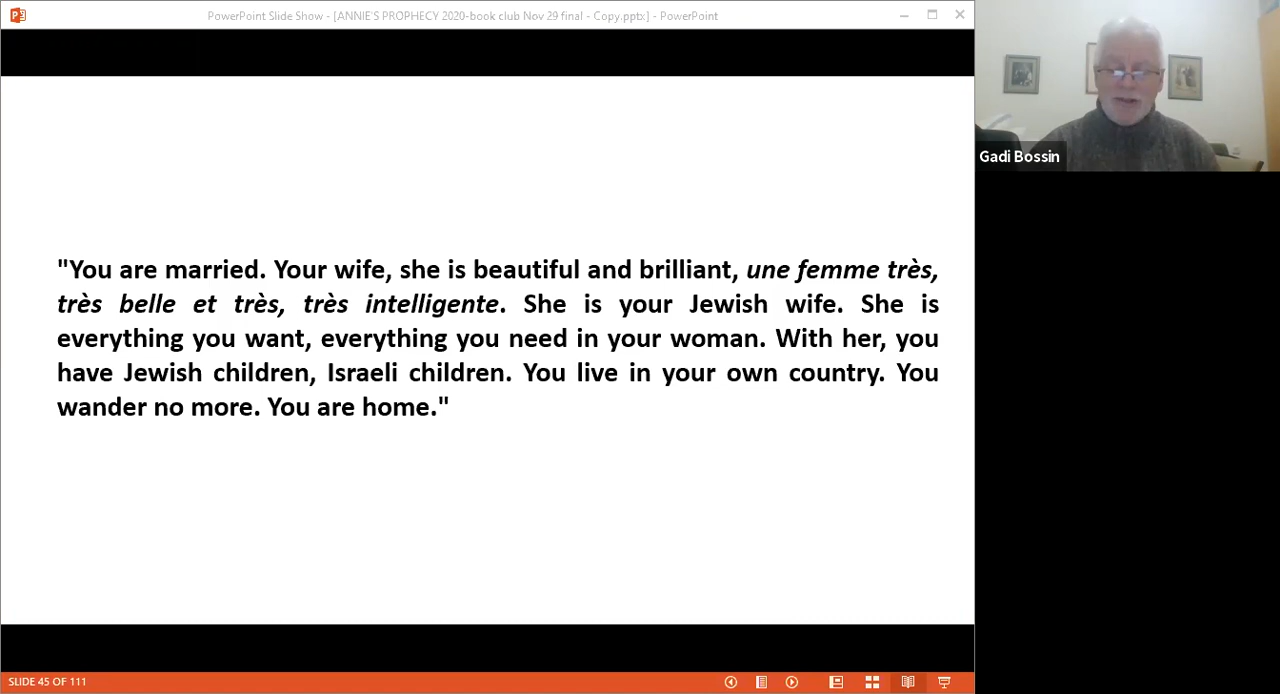 PowerPoint Slide Show - [ANNIE'S PROPHECY 2020-book club Nov 29 final - Copy.pptx] - PowerPoint
Gadi Bossin
"You are married. Your wife, she is beautiful and brilliant, une femme très,
très belle et très, très intelligente. She is your Jewish wife. She is
everything you want, everything you need in your woman. With her, you
have Jewish children, Israeli children. You live in your own country. You
wander no more. You are home."
SLIDE 45 OF 111